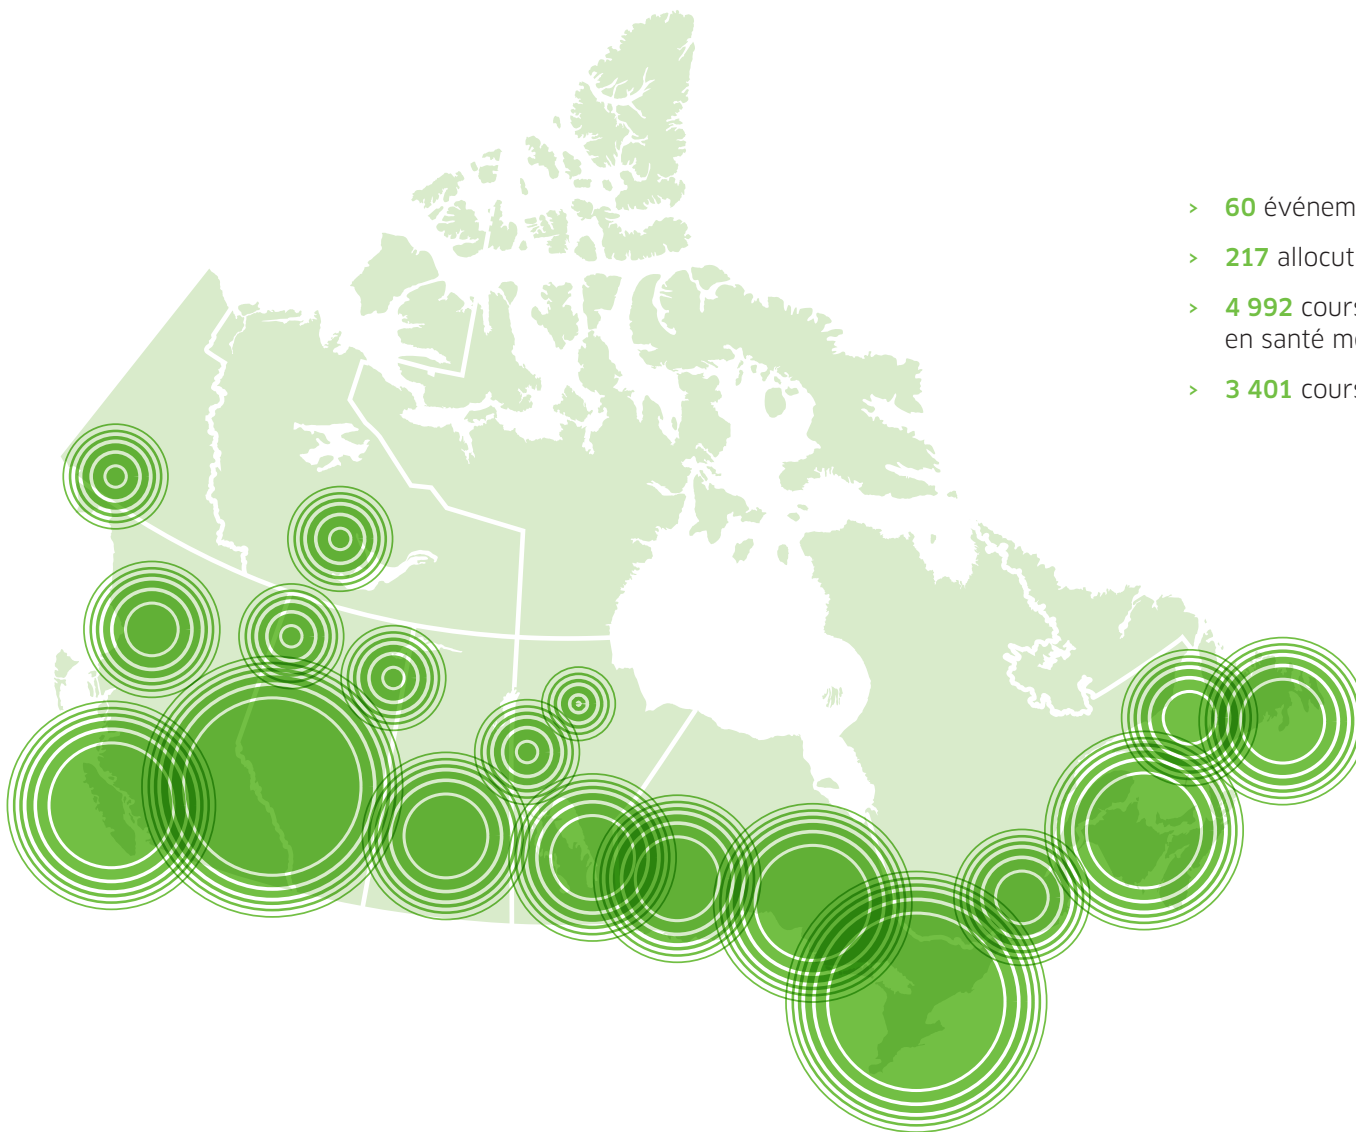 > 60 événem
> 217 allocut
> 4 992 cours
en santé m
> 3 401 cours